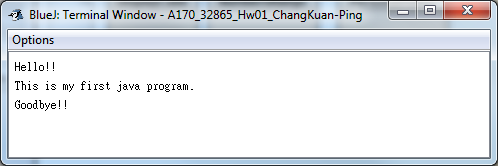 BlueJ: Terminal Window - A170_32865_Hw01_ChangKuan-Ping
Options
Hello!!
This is my first java program.
Goodbye!!